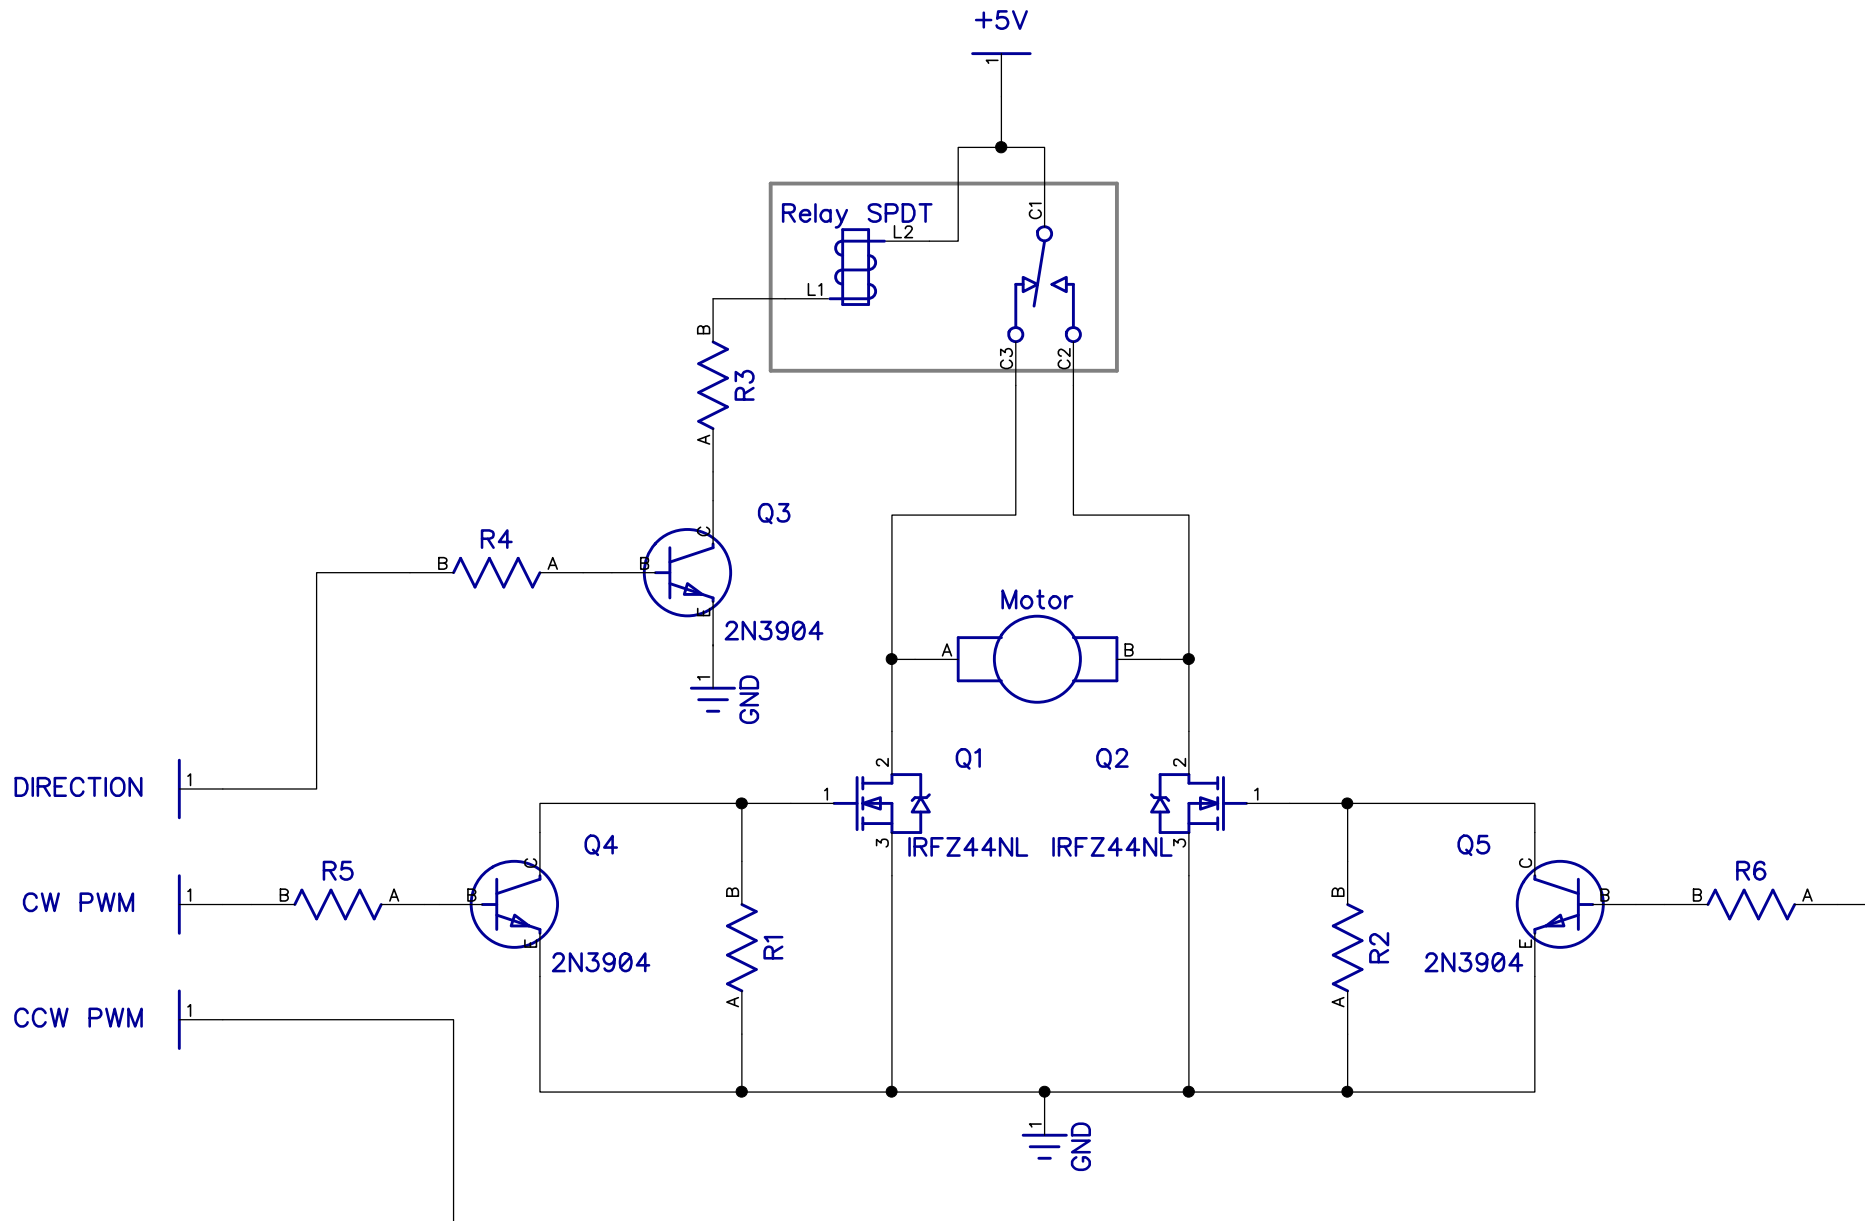 +5V
1
Relay SPDT
C1
L2
L1
B
C3
C2
R3
A
Q3
C
R4
B
A
B
E
2N3904
Motor
A
B
1
GND
DIRECTION
1
Q1
Q2
2
2
1
1
3
IRFZ44NL
IRFZ44NL
3
Q4
Q5
C
C
R5
R6
CW PWM
1
B
A
B
B
B
B
B
A
E
2N3904
R1
R2
E
2N3904
A
A
CCW PWM
1
1
GND